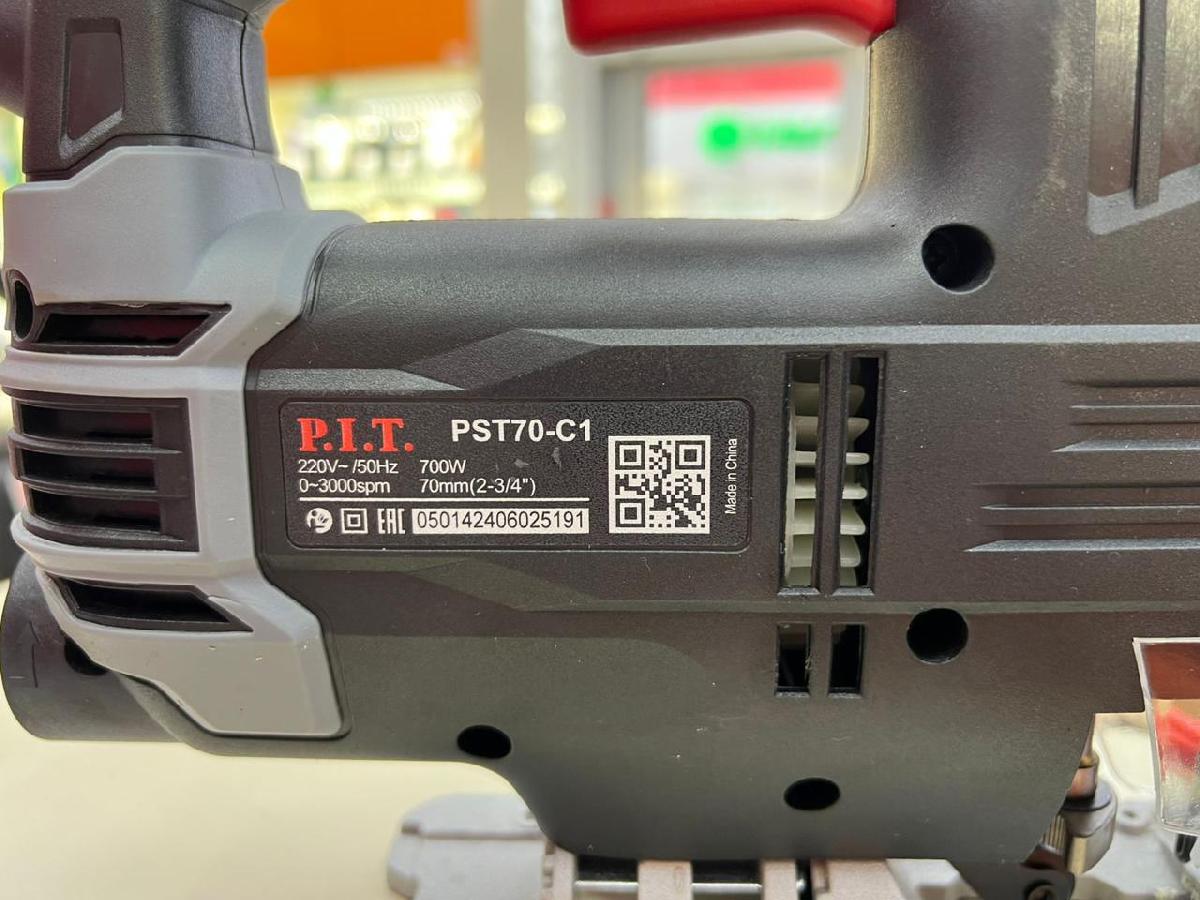 P.I.T. PST70-C1
220V~ /50Hz 700W
0~3000spm 70mm(2-3/4")
EAC 050142406025191
Made in China